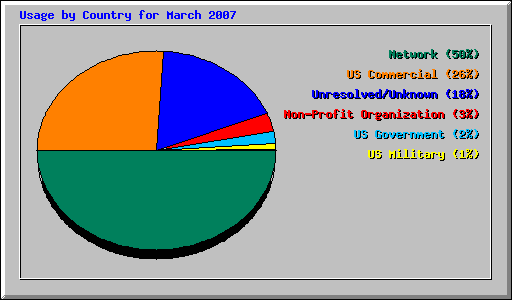 Usage by Country for March 2007
Network (50%)
US Commercial (26%)
Unresolved/Unknown (18%)
Non-Profit Organization (3%)
US Government (2%)
US Military (1%)